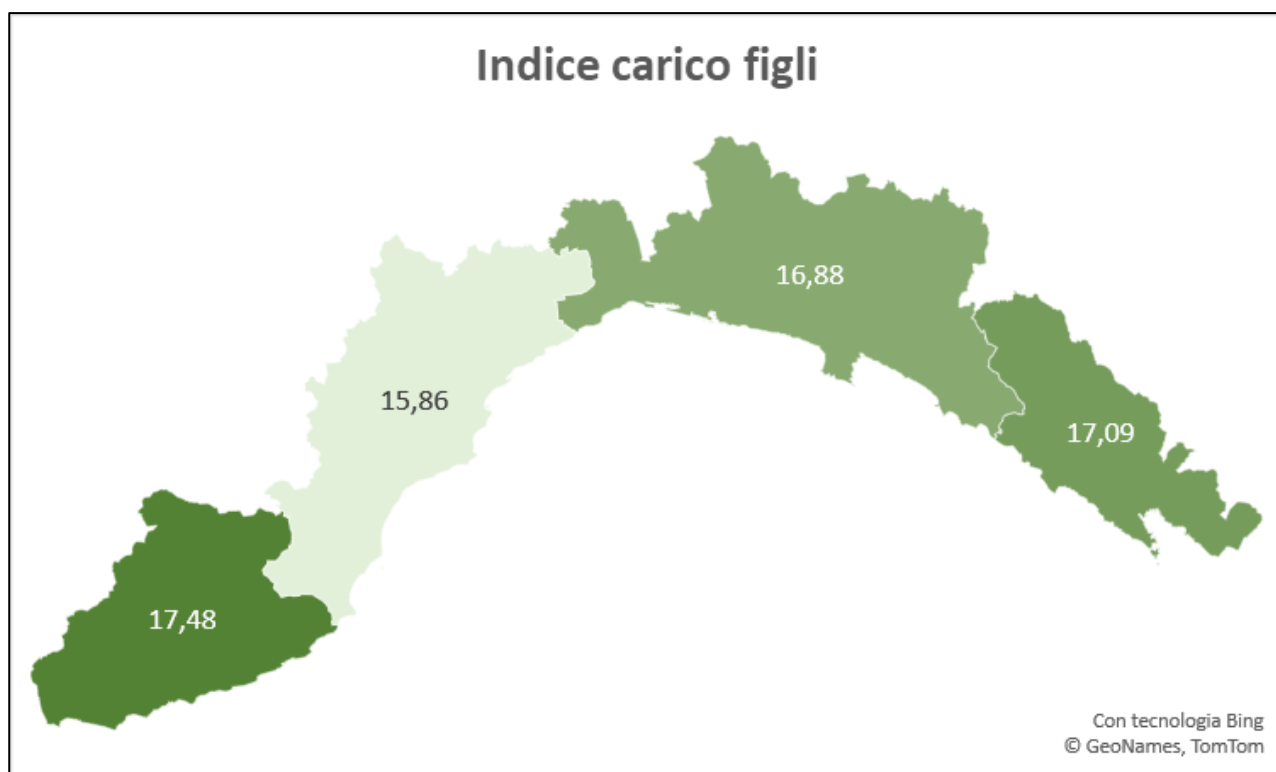 Indice carico figli
16,88
15,86
17,09
17,48
Con tecnologia Bing
© GeoNames, TomTom